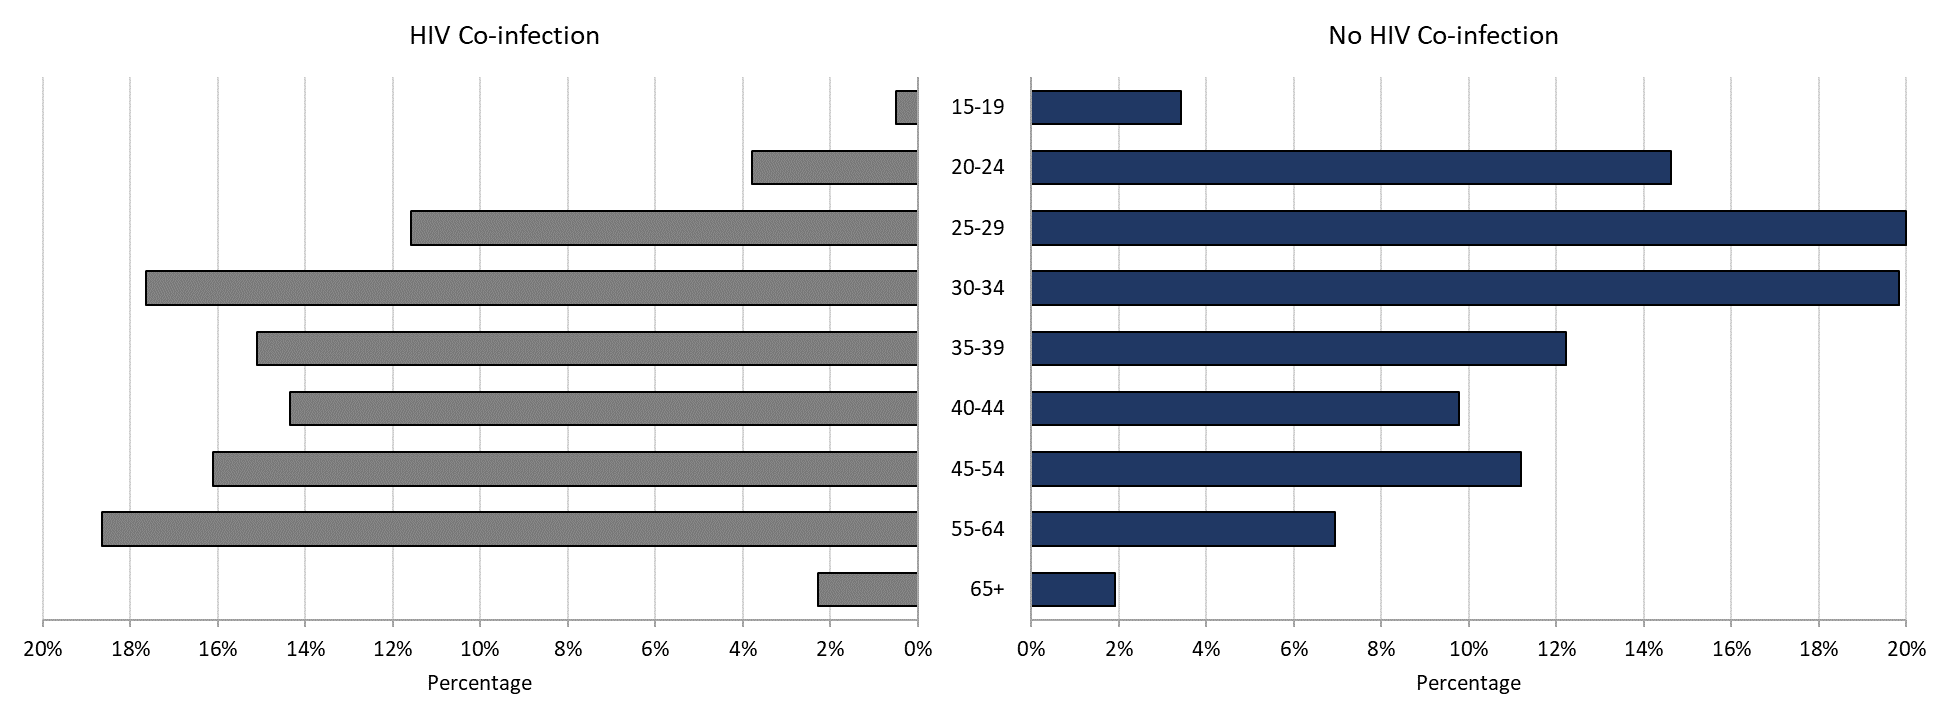 HIV Co-infection
No HIV Co-infection
15-19
20-24
25-29
30-34
35-39
40-44
45-54
55-64
65+
20% 18% 16% 14% 12% 10% 8% 6% 4% 2% 0%
0% 2% 4% 6% 8% 10% 12% 14% 16% 18% 20%
Percentage
Percentage